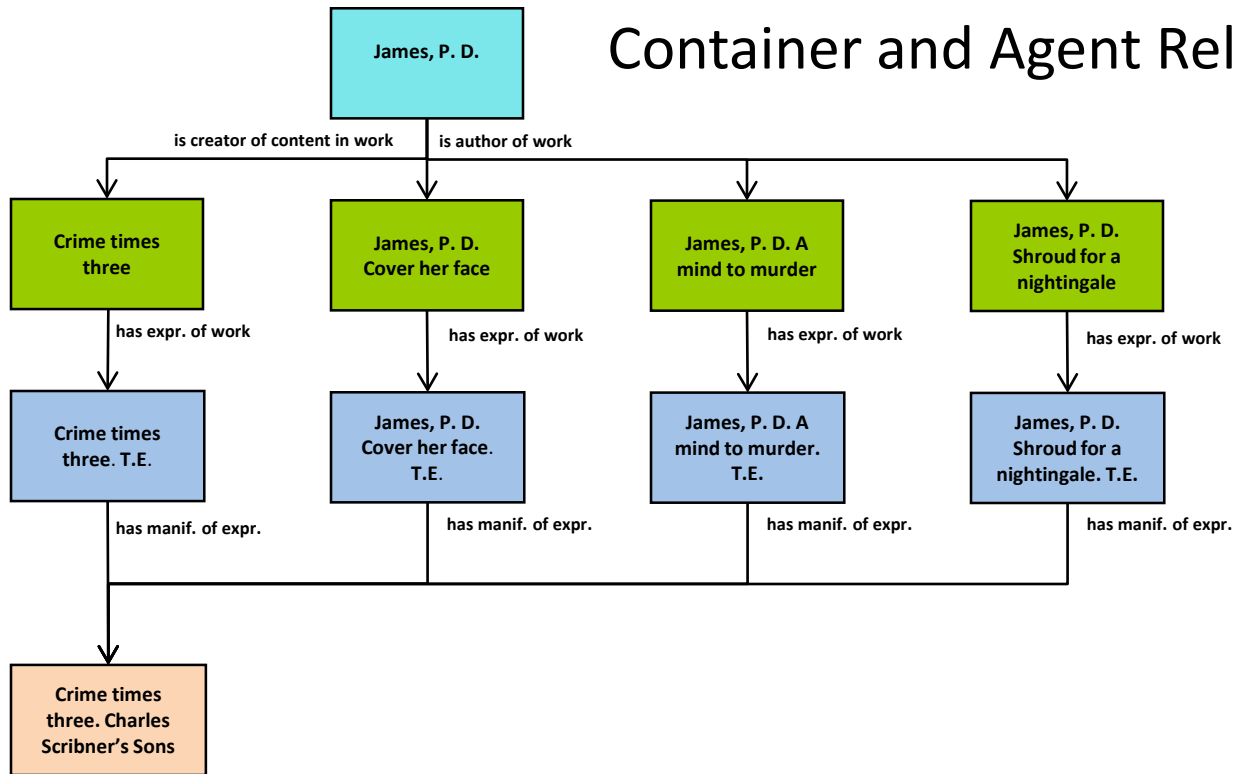 Container and Agent Rel
James, P. D.
is creator of content in work
is author of work
Crime times
three
James, P. D.
Cover her face
James, P. D. A
mind to murder
James, P. D.
Shroud for a
nightingale
has expr. of work
has expr. of work
has expr. of work
has expr. of work
Crime times
three. T.E.
James, P. D.
Cover her face.
T.E.
James, P. D. A
mind to murder.
T.E.
James, P. D.
Shroud for a
nightingale. T.E.
has manif. of expr.
has manif. of expr.
has manif. of expr.
has manif. of expr.
Crime times
three. Charles
Scribner's Sons